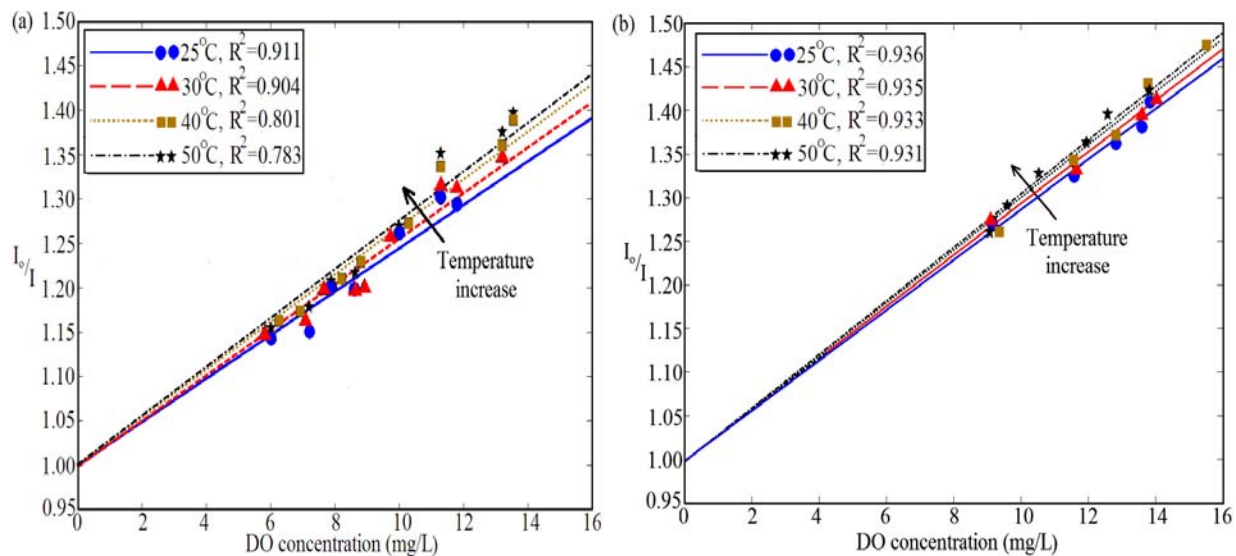 (a)
1.50
1.45
1.40
1.35
1.30
1.25
1.20
1.15
1.10
1.05
1.00
0.95
I₀/I
25°C, R²=0.911
30°C, R²=0.904
40°C, R²=0.801
50°C, R²=0.783
Temperature
increase
0 2 4 6 8 10 12 14 16
DO concentration (mg/L)
(b)
1.50
1.45
1.40
1.35
1.30
1.25
1.20
1.15
1.10
1.05
1.00
0.95
I₀/I
25°C, R²=0.936
30°C, R²=0.935
40°C, R²=0.933
50°C, R²=0.931
Temperature
increase
0 2 4 6 8 10 12 14 16
DO concentration (mg/L)